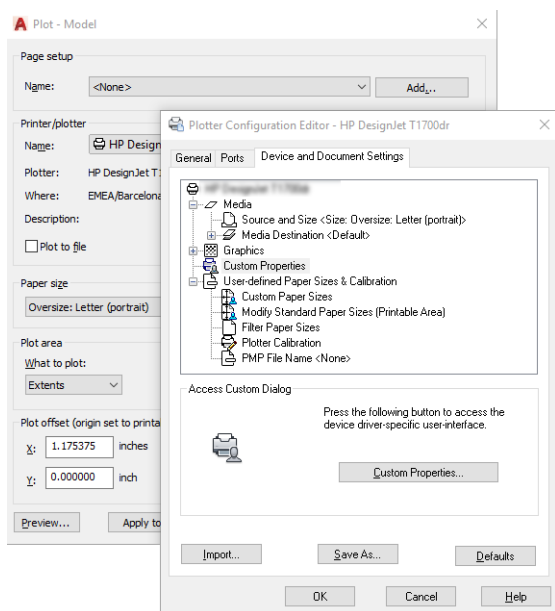 Plot - Model
Page setup
Name: <None> Add...
Printer/plotter
Name: HP Design
Plotter: HP DesignJet T1
Where: EMEA/Barcelona
Description:
Plot to file
Paper size
Oversize: Letter (portrait)
Plot area
What to plot:
Extents
Plot offset (origin set to printa
X: 1.175375 inches
Y: 0.000000 inch
Preview... Apply to
Plotter Configuration Editor - HP DesignJet T1700dr
General Ports Device and Document Settings
Media
Source and Size <Size: Oversize: Letter (portrait)>
Media Destination <Default>
Graphics
Custom Properties
User-defined Paper Sizes & Calibration
Custom Paper Sizes
Modify Standard Paper Sizes (Printable Area)
Filter Paper Sizes
Plotter Calibration
PMP File Name <None>
Access Custom Dialog
Press the following button to access the
device driver-specific user-interface.
Custom Properties...
Import... Save As... Defaults
OK Cancel Help